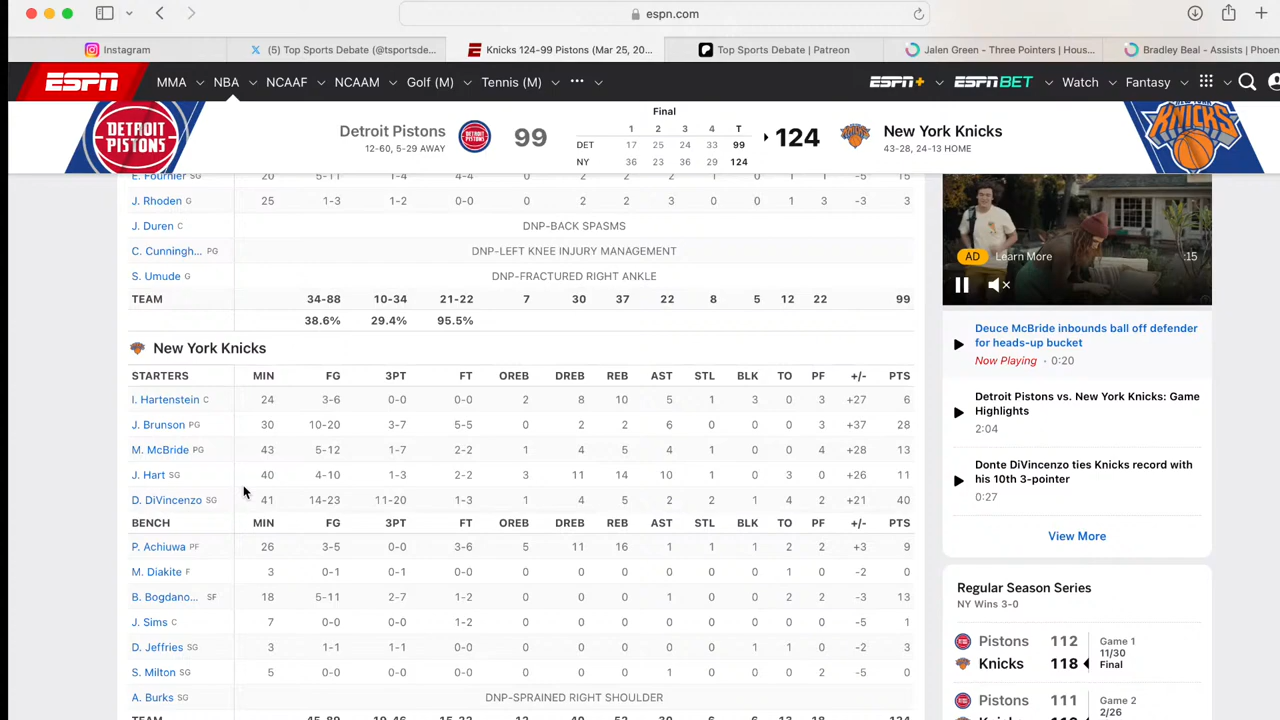 espn.com
Instagram
(5) Top Sports Debate (@tsportsde...
Knicks 124-99 Pistons (Mar 25, 20...
Top Sports Debate | Patreon
Jalen Green - Three Pointers | Hous...
Bradley Beal - Assists | Phoen
ESPN MMA NBA NCAAF NCAAM Golf (M) Tennis (M) ESPN+ ESPN BET Watch Fantasy
Final
DETROIT PISTONS
Detroit Pistons
12-60, 5-29 AWAY
99
1 2 3 4 T
DET 17 25 24 33 99
NY 36 23 36 29 124
124
New York Knicks
43-28, 24-13 HOME
KNICKS
E. Fournier SG 20 5-11 1-4 4-4 0 2 2 2 1 0 1 1 -5 15
J. Rhoden G 25 1-3 1-2 0-0 0 2 2 3 0 0 1 3 -3 3
J. Duren C DNP-BACK SPASMS
C. Cunningh... PG DNP-LEFT KNEE INJURY MANAGEMENT
S. Umude G DNP-FRACTURED RIGHT ANKLE
TEAM 34-88 10-34 21-22 7 30 37 22 8 5 12 22 99
38.6% 29.4% 95.5%
New York Knicks
STARTERS MIN FG 3PT FT OREB DREB REB AST STL BLK TO PF +/- PTS
I. Hartenstein C 24 3-6 0-0 0-0 2 8 10 5 1 3 0 3 +27 6
J. Brunson PG 30 10-20 3-7 5-5 0 2 2 6 0 0 0 3 +37 28
M. McBride PG 43 5-12 1-7 2-2 1 4 5 4 1 0 0 4 +28 13
J. Hart SG 40 4-10 1-3 2-2 3 11 14 10 1 0 3 0 +26 11
D. DiVincenzo SG 41 14-23 11-20 1-3 1 4 5 2 2 1 4 2 +21 40
BENCH MIN FG 3PT FT OREB DREB REB AST STL BLK TO PF +/- PTS
P. Achiuwa PF 26 3-5 0-0 3-6 5 11 16 1 1 1 2 2 +3 9
M. Diakite F 3 0-1 0-1 0-0 0 0 0 0 0 0 1 0 -2 0
B. Bogdano... SF 18 5-11 2-7 1-2 0 0 0 1 0 0 2 2 -3 13
J. Sims C 7 0-0 0-0 1-2 0 0 0 0 0 0 0 0 -5 1
D. Jeffries SG 3 1-1 1-1 0-0 0 0 0 0 1 1 0 0 -2 3
S. Milton SG 5 0-0 0-0 0-0 0 0 0 1 0 0 0 2 -5 0
A. Burks SG DNP-SPRAINED RIGHT SHOULDER
TEAM
AD Learn More :15
Deuce McBride inbounds ball off defender
for heads-up bucket
Now Playing · 0:20
Detroit Pistons vs. New York Knicks: Game
Highlights
2:04
Donte DiVincenzo ties Knicks record with
his 10th 3-pointer
0:27
View More
Regular Season Series
NY Wins 3-0
Pistons 112 Game 1
11/30
Knicks 118 Final
Pistons 111 Game 2
2/26